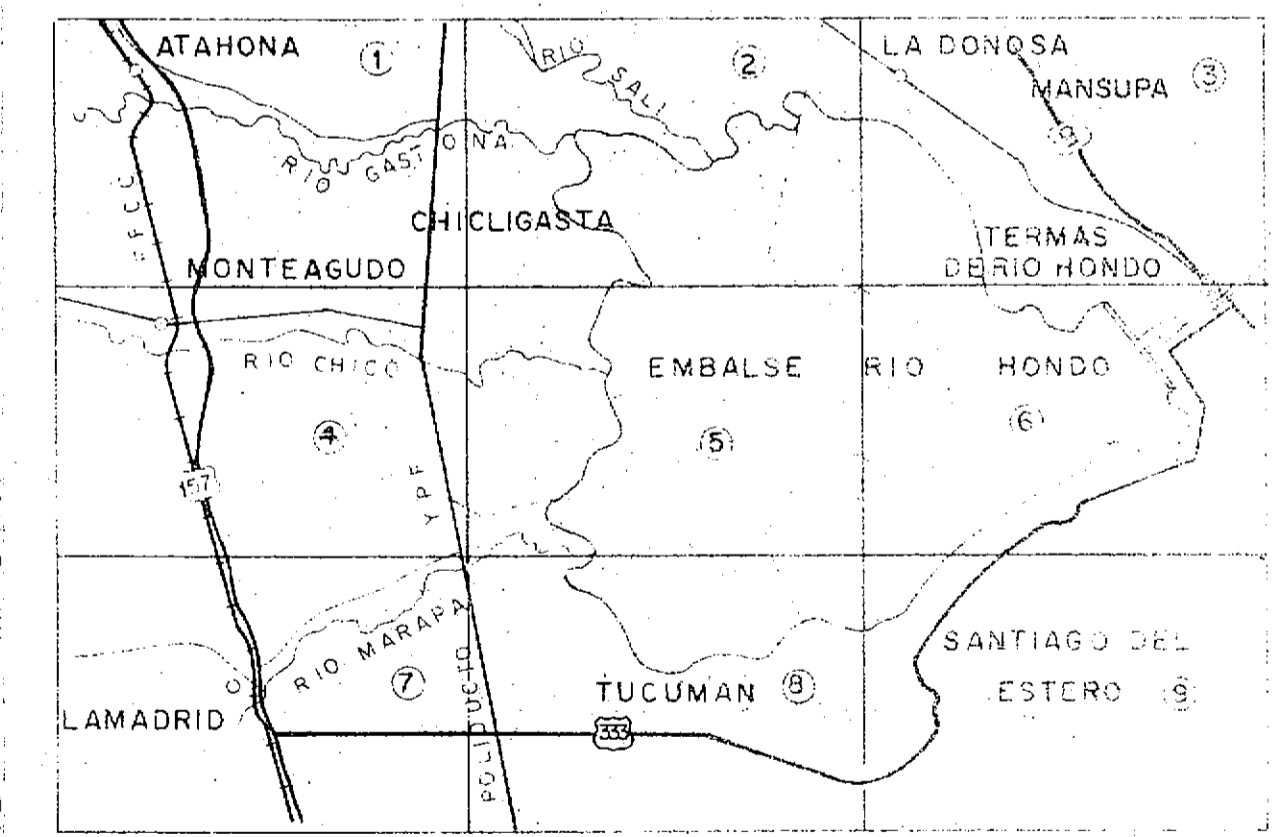 ATAHONA
1
RIO SALI
2
LA DONOSA
MANSUPA
3
RIO GASTONA
FFCC
CHICLIGASTA
MONTEAGUDO
TERMAS
DE RIO HONDO
RIO CHICO
EMBALSE RIO HONDO
4
5
6
157
YPF
RIO MARAPA
7
POLIDUCTO
TUCUMAN
8
SANTIAGO DEL
ESTERO
9
LAMADRID
333